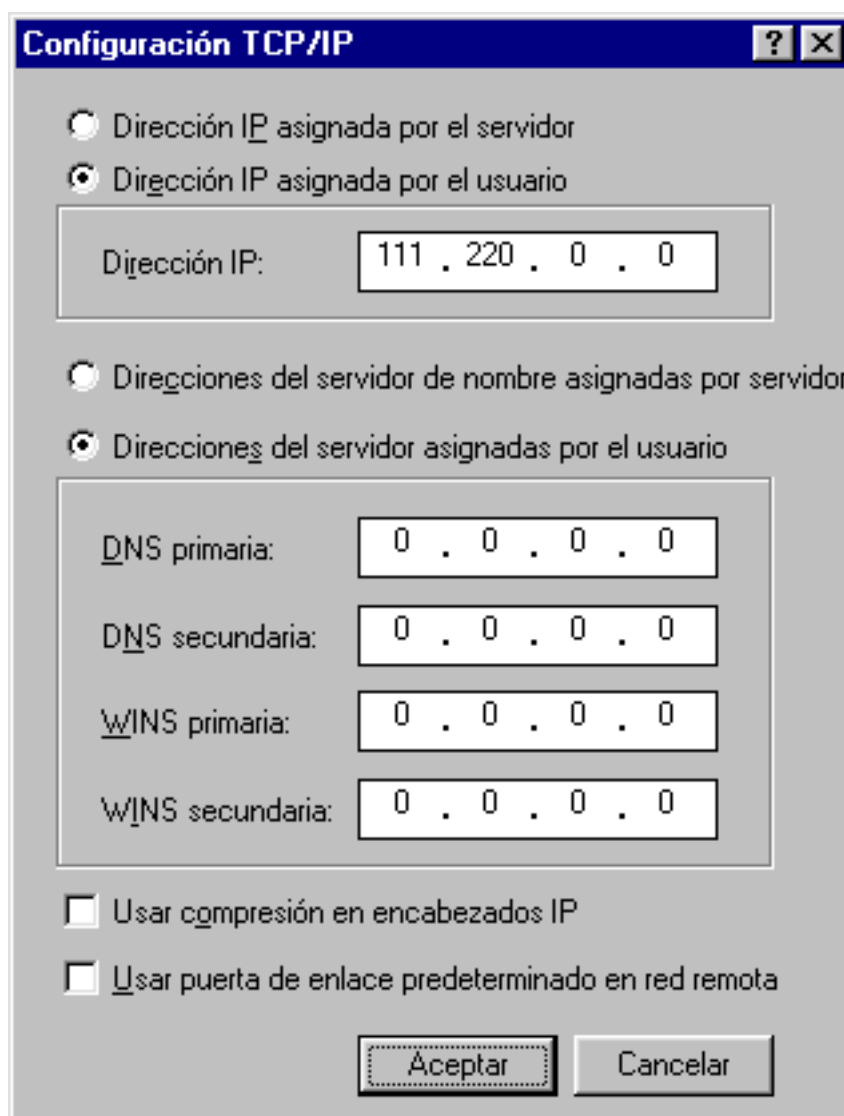 Configuración TCP/IP
Dirección IP asignada por el servidor
Dirección IP asignada por el usuario
Dirección IP: 111 . 220 . 0 . 0
Direcciones del servidor de nombre asignadas por servidor
Direcciones del servidor asignadas por el usuario
DNS primaria: 0 . 0 . 0 . 0
DNS secundaria: 0 . 0 . 0 . 0
WINS primaria: 0 . 0 . 0 . 0
WINS secundaria: 0 . 0 . 0 . 0
Usar compresión en encabezados IP
Usar puerta de enlace predeterminado en red remota
Aceptar Cancelar